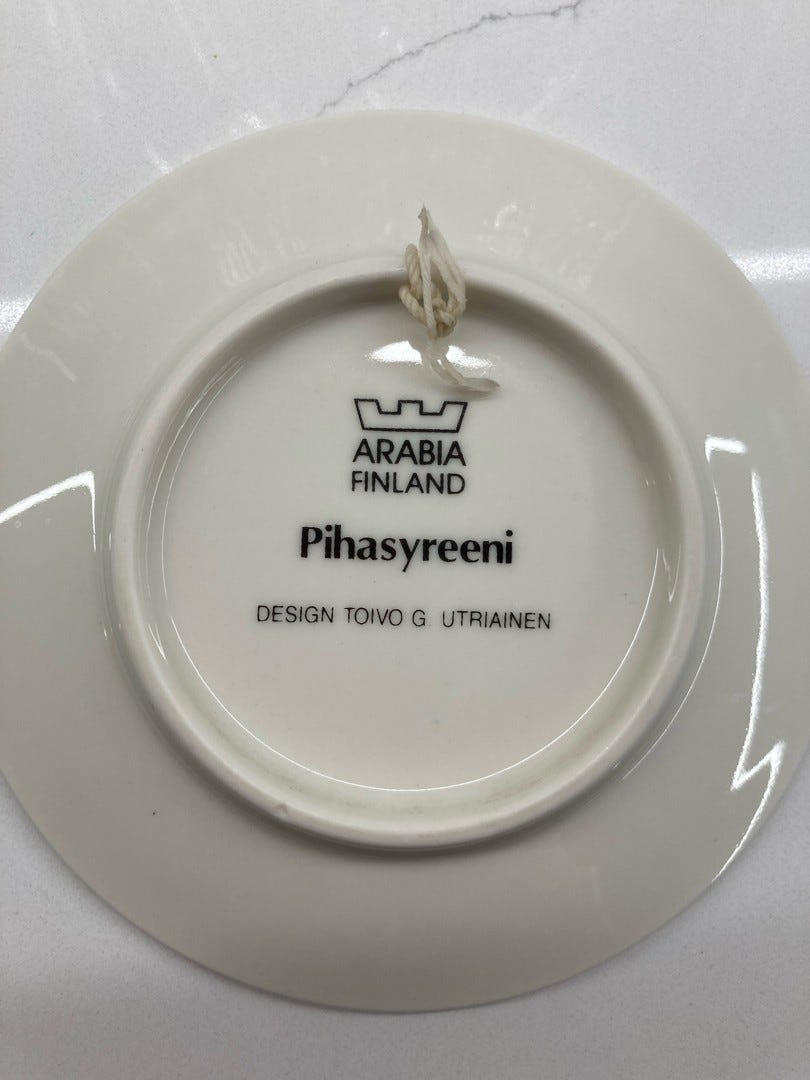 ARABIA
FINLAND
Pihasyreeni
DESIGN TOIVO G UTRIAINEN